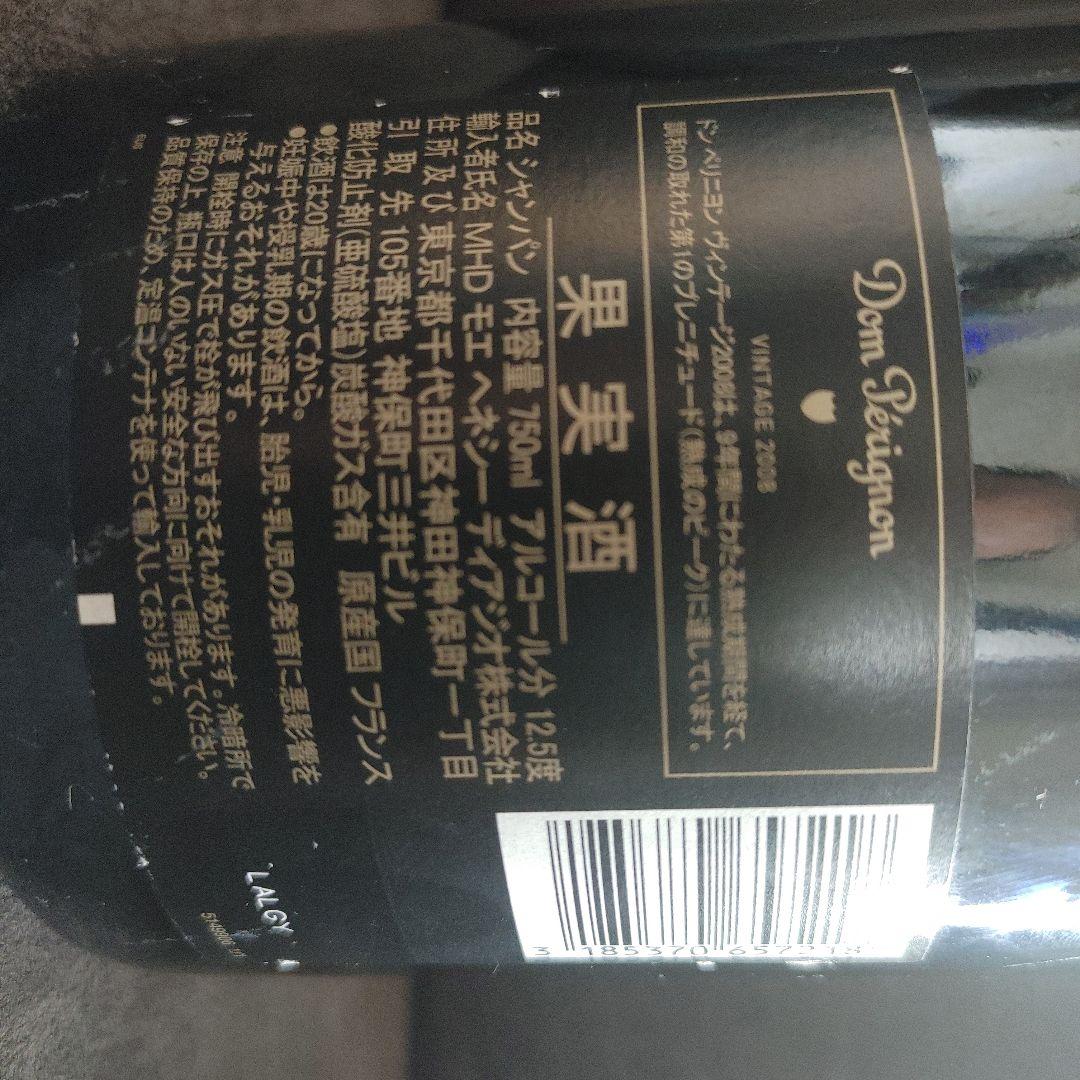 Dom Pérignon
VINTAGE 2008
ドン ペリニヨン ヴィンテージ2008は、9年間にわたる熟成期間を経て、
調和の取れた第1のプレニチュード(熟成のピーク)に達しています。
果実酒
品名 シャンパン 内容量 750ml アルコール分 12.5度
輸入者氏名 MHD モエ ヘネシー ディアジオ株式会社
住所及び 東京都千代田区神田神保町一丁目
引取先 105番地 神保町三井ビル
酸化防止剤(亜硫酸塩)炭酸ガス含有 原産国 フランス
●飲酒は20歳になってから。
●妊娠中や授乳期の飲酒は、胎児・乳児の発育に悪影響を
与えるおそれがあります。
注意 開栓時にガス圧で栓が飛び出すおそれがあります。冷暗所で
保存の上、瓶口は人のいない安全な方向に向けて開栓してください。
品質保持のため、定温コンテナを使って輸入しております。
3 185370 657218
LALGY